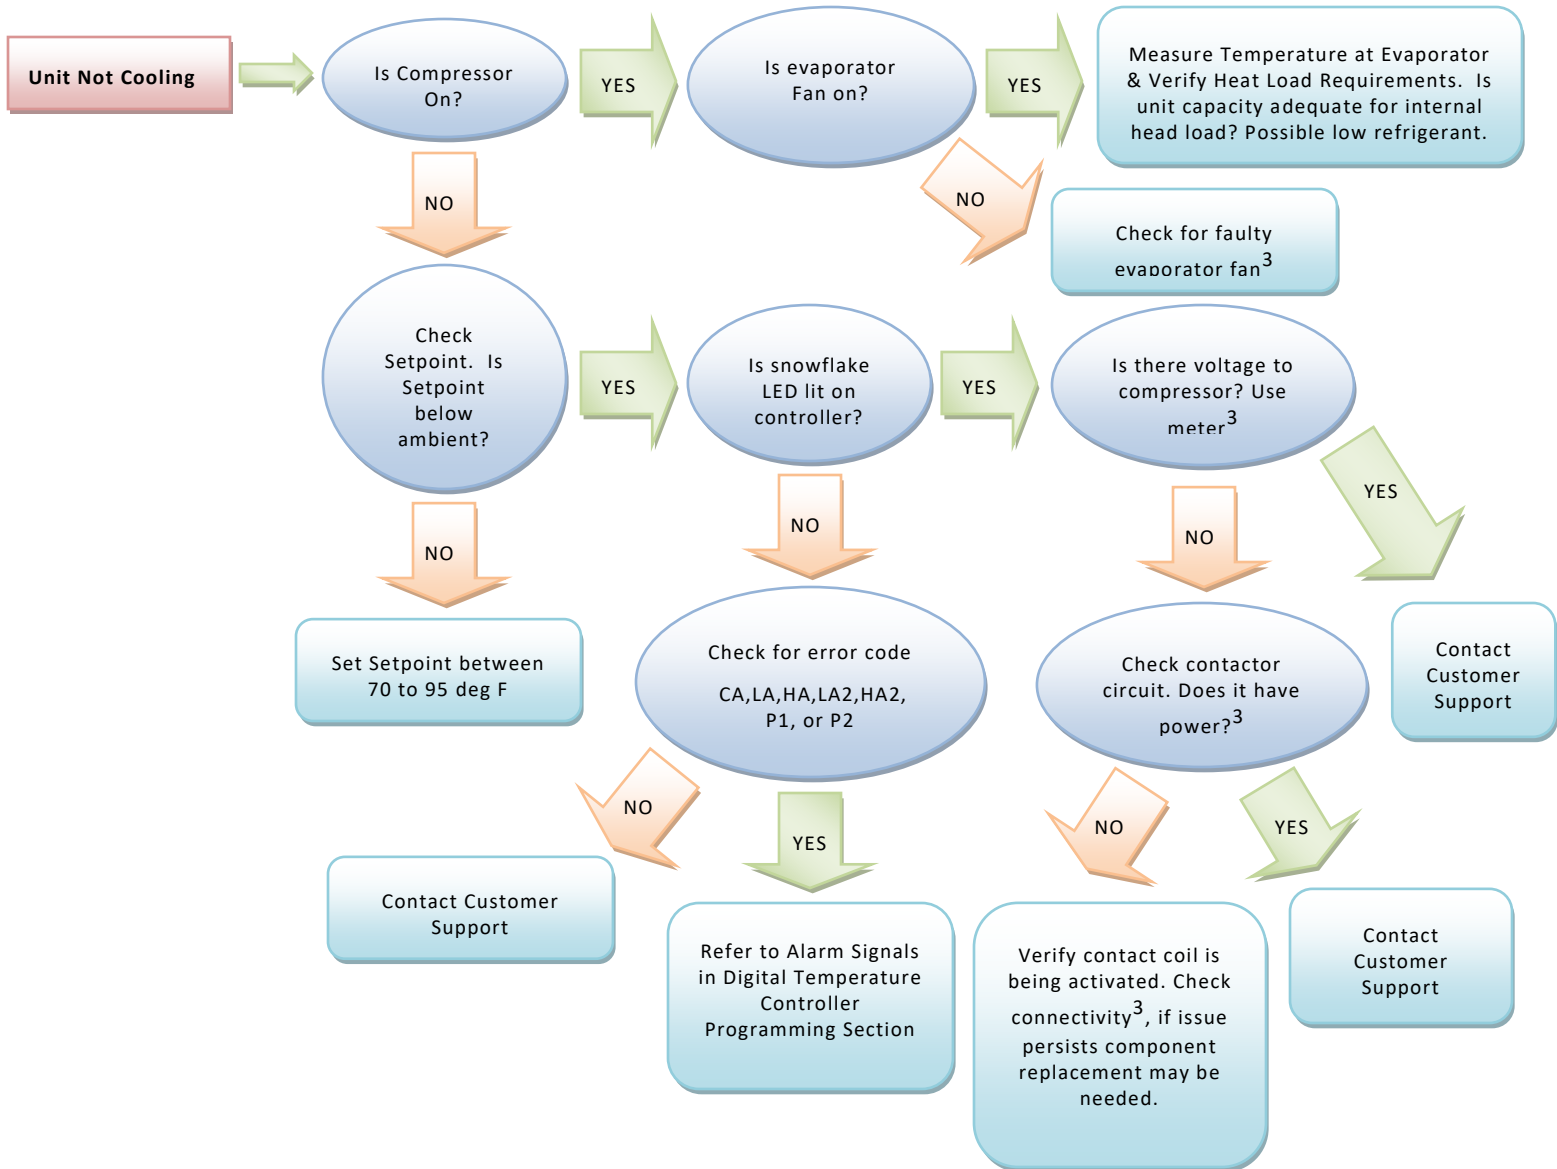 Unit Not Cooling
Is Compressor
On?
YES
Is evaporator
Fan on?
YES
Measure Temperature at Evaporator
& Verify Heat Load Requirements. Is
unit capacity adequate for internal
head load? Possible low refrigerant.
NO
NO
Check for faulty
evaporator fan3
Check
Setpoint. Is
Setpoint
below
ambient?
YES
Is snowflake
LED lit on
controller?
YES
Is there voltage to
compressor? Use
meter3
YES
NO
NO
NO
Set Setpoint between
70 to 95 deg F
Check for error code
CA,LA,HA,LA2,HA2,
P1, or P2
Check contactor
circuit. Does it have
power?3
Contact
Customer
Support
NO
YES
NO
YES
Contact Customer
Support
Refer to Alarm Signals
in Digital Temperature
Controller
Programming Section
Verify contact coil is
being activated. Check
connectivity3, if issue
persists component
replacement may be
needed.
Contact
Customer
Support